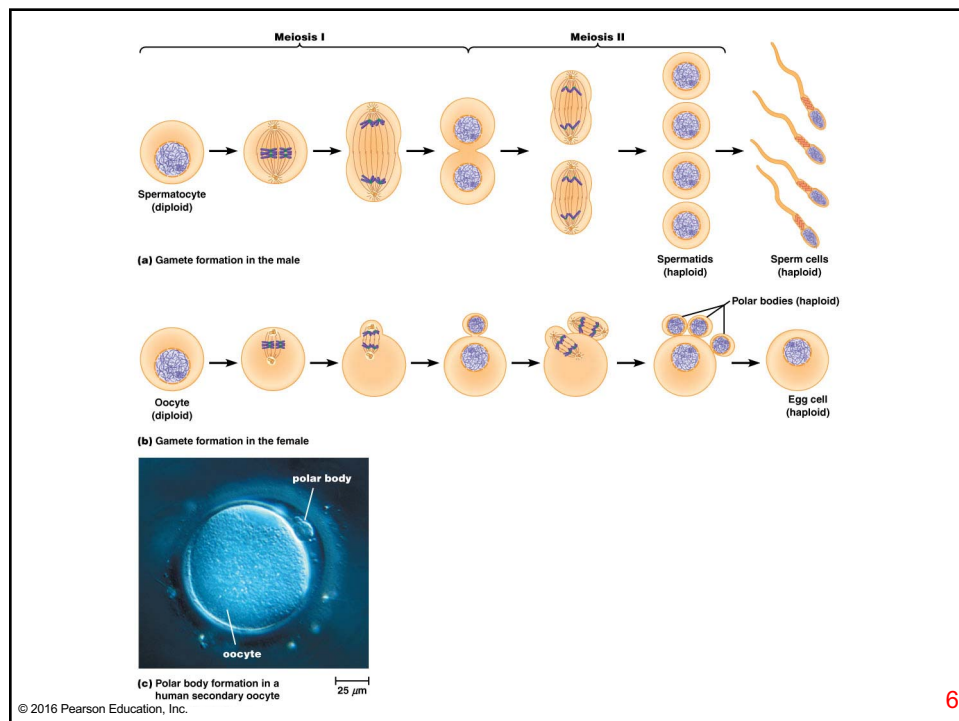 Meiosis I
Meiosis II
Spermatocyte
(diploid)
Spermatids
(haploid)
Sperm cells
(haploid)
(a) Gamete formation in the male
Polar bodies (haploid)
Oocyte
(diploid)
Egg cell
(haploid)
(b) Gamete formation in the female
polar body
oocyte
(c) Polar body formation in a
human secondary oocyte
25 µm
© 2016 Pearson Education, Inc.
6